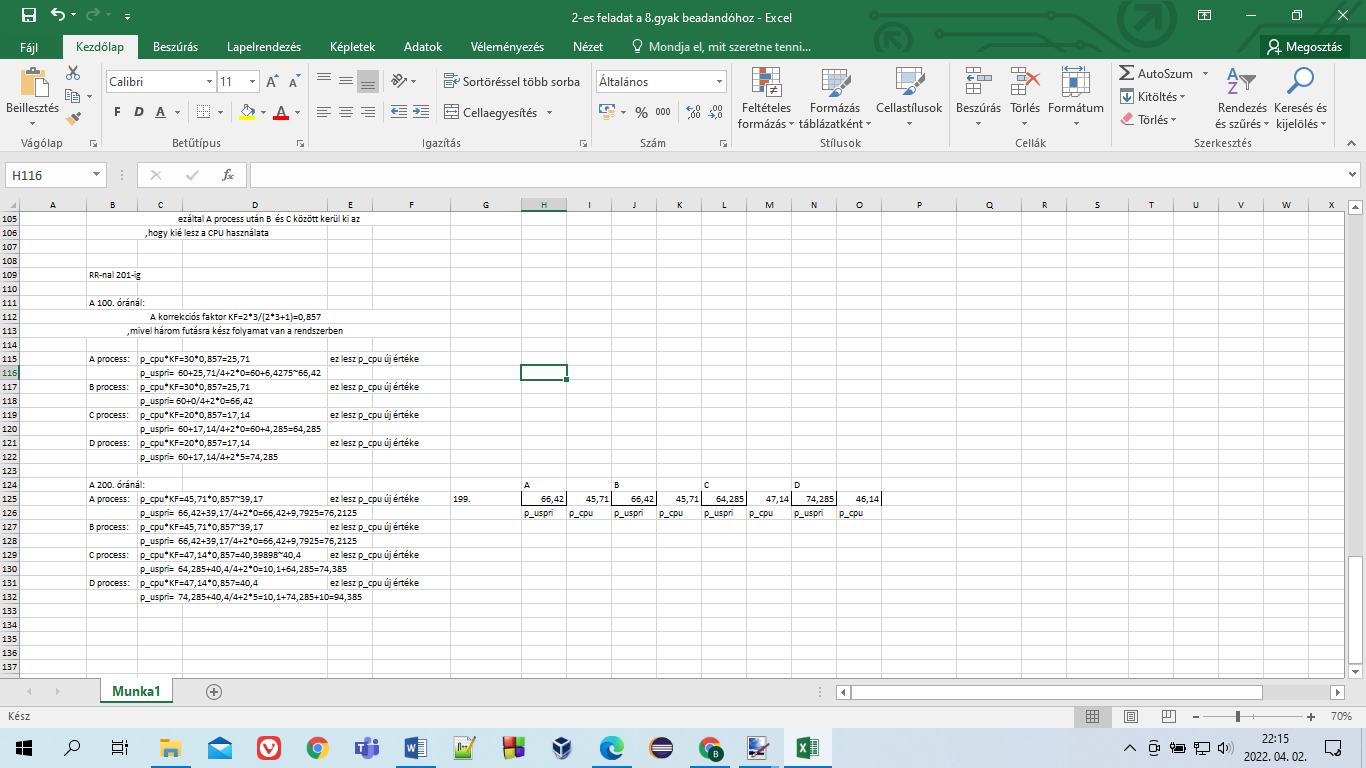 2-es feladat a 8.gyak beadandóhoz - Excel
Fájl Kezdőlap Beszúrás Lapelrendezés Képletek Adatok Véleményezés Nézet Mondja el, mit szeretne tenni... Megosztás
Beillesztés
Calibri 11
F D A
Sortöréssel több sorba
Cellaegyesítés
Általános
% 000
Feltételes formázás
Formázás táblázatként
Cellastílusok
Beszúrás Törlés Formátum
AutoSzum
Kitöltés
Törlés
Rendezés és szűrés
Keresés és kijelölés
Vágólap Betűtípus Igazítás Szám Stílusok Cellák Szerkesztés
H116 fx
A B C D E F G H I J K L M N O P Q R S T U V W X
105 ezáltal A process után B és C között kerül ki az
106 ,hogy kié lesz a CPU használata
107
108
109 RR-nal 201-ig
110
111 A 100. óránál:
112 A korrekciós faktor KF=2*3/(2*3+1)=0,857
113 ,mivel három futásra kész folyamat van a rendszerben
114
115 A process: p_cpu*KF=30*0,857=25,71 ez lesz p_cpu új értéke
116 p_uspri= 60+25,71/4+2*0=60+6,4275~66,42
117 B process: p_cpu*KF=30*0,857=25,71 ez lesz p_cpu új értéke
118 p_uspri= 60+0/4+2*0=66,42
119 C process: p_cpu*KF=20*0,857=17,14 ez lesz p_cpu új értéke
120 p_uspri= 60+17,14/4+2*0=60+4,285=64,285
121 D process: p_cpu*KF=20*0,857=17,14 ez lesz p_cpu új értéke
122 p_uspri= 60+17,14/4+2*5=74,285
123
124 A 200. óránál: A B C D
125 A process: p_cpu*KF=45,71*0,857~39,17 ez lesz p_cpu új értéke 199. 66,42 45,71 66,42 45,71 64,285 47,14 74,285 46,14
126 p_uspri= 66,42+39,17/4+2*0=66,42+9,7925=76,2125 p_uspri p_cpu p_uspri p_cpu p_uspri p_cpu p_uspri p_cpu
127 B process: p_cpu*KF=45,71*0,857~39,17 ez lesz p_cpu új értéke
128 p_uspri= 66,42+39,17/4+2*0=66,42+9,7925=76,2125
129 C process: p_cpu*KF=47,14*0,857=40,39898~40,4 ez lesz p_cpu új értéke
130 p_uspri= 64,285+40,4/4+2*0=10,1+64,285=74,385
131 D process: p_cpu*KF=47,14*0,857=40,4 ez lesz p_cpu új értéke
132 p_uspri= 74,285+40,4/4+2*5=10,1+74,285+10=94,385
133
134
135
136
137
Munka1
Kész 70%
22:15
2022. 04. 02.